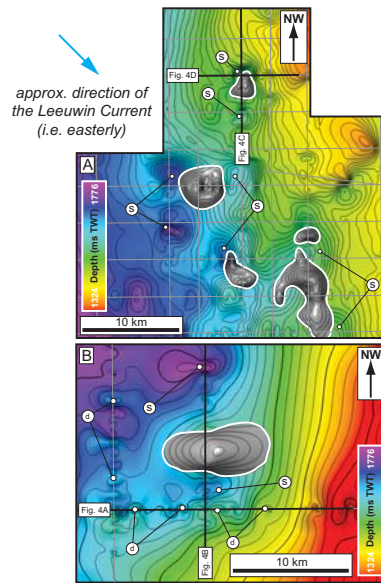 NW
S
Fig. 4D
S
approx. direction of
the Leeuwin Current
(i.e. easterly)
Fig. 4C
A
S
S
S
1324 Depth (ms TWT) 1776
10 km
B
NW
S
d
S
1324 Depth (ms TWT) 1776
Fig. 4A
d
Fig. 4B
d
10 km